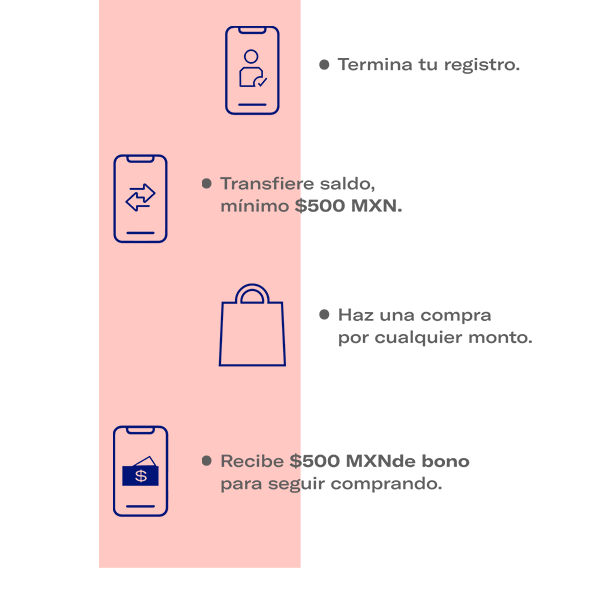 • Termina tu registro.
• Transfiere saldo,
mínimo $500 MXN.
• Haz una compra
por cualquier monto.
$
• Recibe $500 MXNde bono
para seguir comprando.